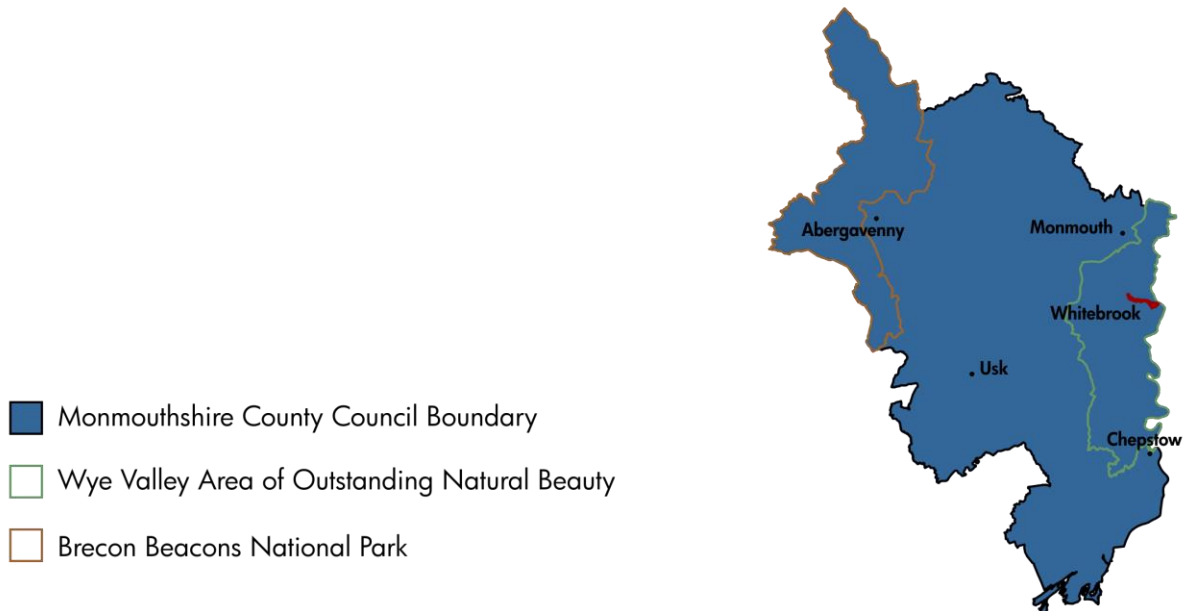 Abergavenny
Monmouth
Whitebrook
Usk
Chepstow
Monmouthshire County Council Boundary
Wye Valley Area of Outstanding Natural Beauty
Brecon Beacons National Park